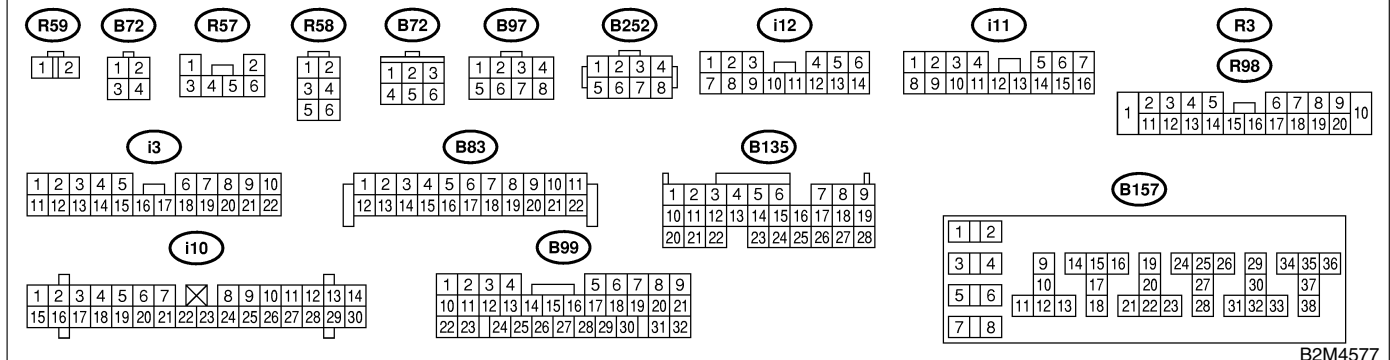 R59 B72 R57 R58 B72 B97 B252 i12 i11 R3
R98
1 2
1 2
3 4
1 2
3 4 5 6
1 2
3 4
5 6
1 2 3
4 5 6
1 2 3 4
5 6 7 8
1 2 3 4
5 6 7 8
1 2 3 4 5 6
7 8 9 10 11 12 13 14
1 2 3 4 5 6 7
8 9 10 11 12 13 14 15 16
1 2 3 4 5 6 7 8 9 10
11 12 13 14 15 16 17 18 19 20
i3 B83 B135
1 2 3 4 5 6 7 8 9 10
11 12 13 14 15 16 17 18 19 20 21 22
1 2 3 4 5 6 7 8 9 10 11
12 13 14 15 16 17 18 19 20 21 22
1 2 3 4 5 6 7 8 9
10 11 12 13 14 15 16 17 18 19
20 21 22 23 24 25 26 27 28
B157
1 2
3 4 9 14 15 16 19 24 25 26 29 34 35 36
5 6 10 17 20 27 30 37
11 12 13 18 21 22 23 28 31 32 33 38
7 8
i10 B99
1 2 3 4 5 6 7 8 9 10 11 12 13 14
15 16 17 18 19 20 21 22 23 24 25 26 27 28 29 30
1 2 3 4 5 6 7 8 9
10 11 12 13 14 15 16 17 18 19 20 21
22 23 24 25 26 27 28 29 30 31 32
B2M4577